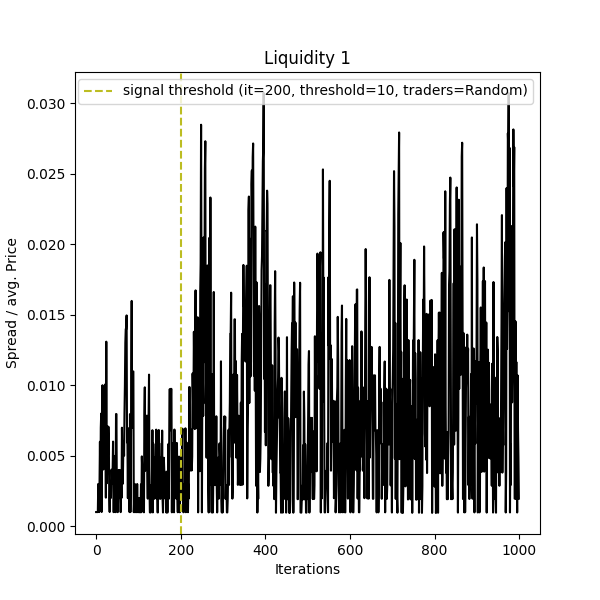 Liquidity 1
signal threshold (it=200, threshold=10, traders=Random)
Spread / avg. Price
0.030
0.025
0.020
0.015
0.010
0.005
0.000
0 200 400 600 800 1000
Iterations